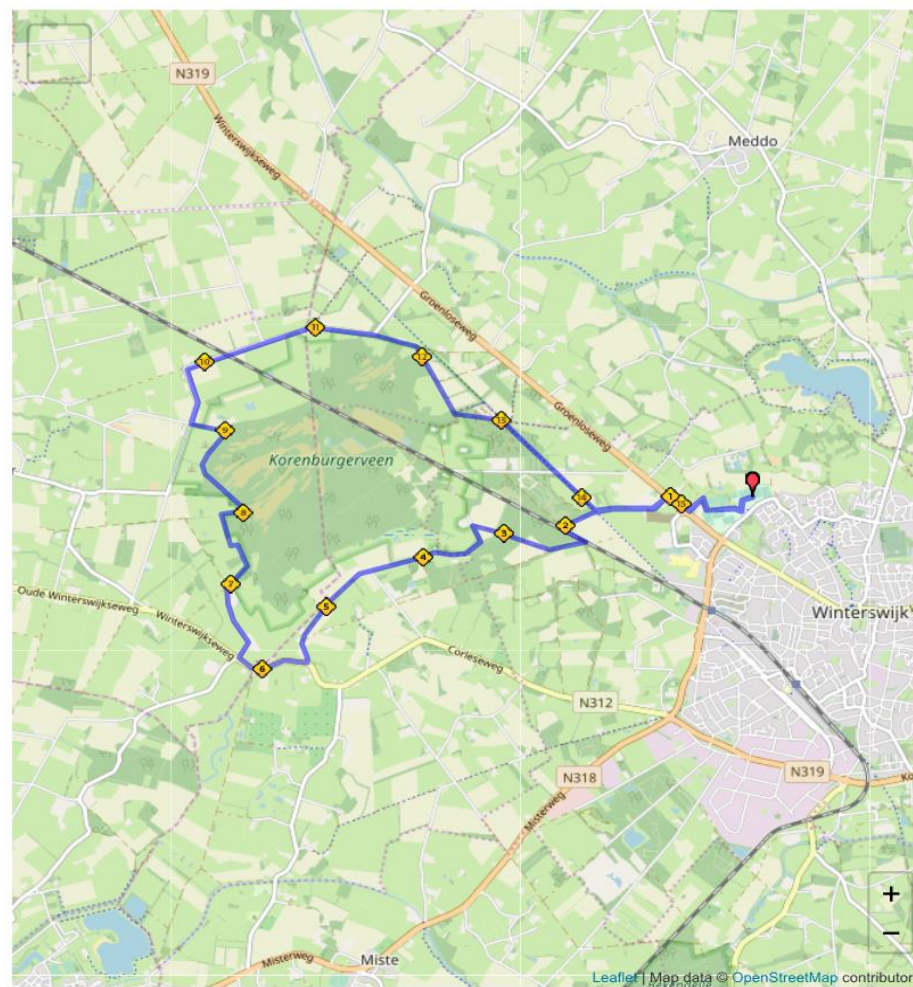 N319
Winterswijkseweg
Meddo
Groenloseweg
11
10
12
13
9
Groenloseweg
Korenburgerveen
14
1
15
8
2
3
4
7
Oude Winterswijkseweg
Winterswijkseweg
5
Winterswijk
6
Corleseweg
N312
N318
N319
Misterweg
Misterweg
Miste
+
−
Leaflet | Map data © OpenStreetMap contributor